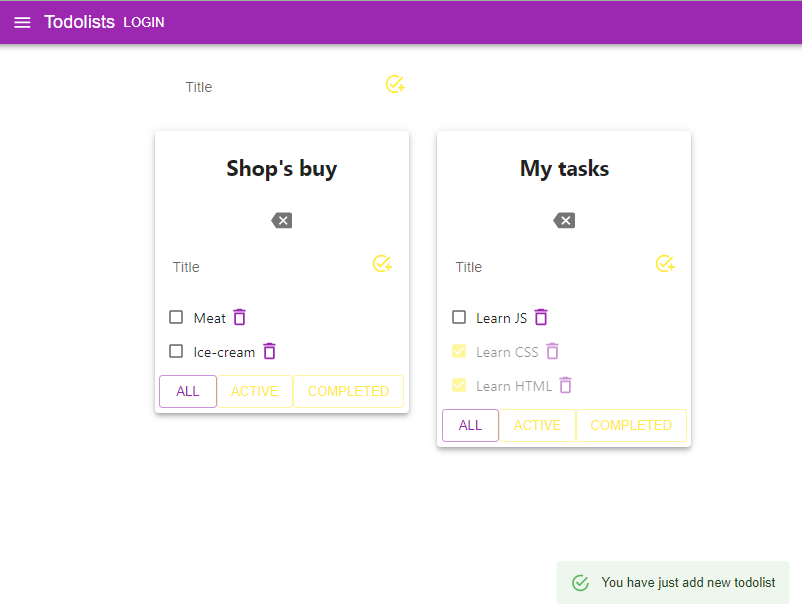 Todolists LOGIN
Title
Shop's buy
Title
Meat
Ice-cream
ALL ACTIVE COMPLETED
My tasks
Title
Learn JS
Learn CSS
Learn HTML
ALL ACTIVE COMPLETED
You have just add new todolist